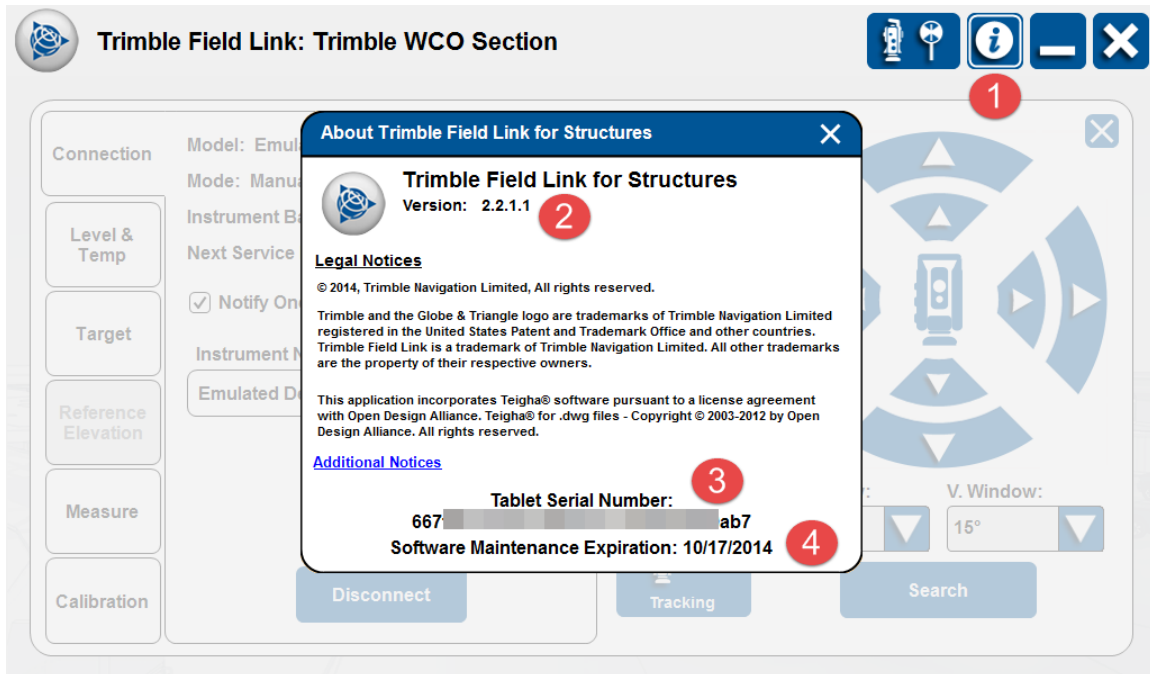 Trimble Field Link: Trimble WCO Section
1
About Trimble Field Link for Structures
Trimble Field Link for Structures
Version: 2.2.1.1
2
Legal Notices
© 2014, Trimble Navigation Limited, All rights reserved.
Trimble and the Globe & Triangle logo are trademarks of Trimble Navigation Limited
registered in the United States Patent and Trademark Office and other countries.
Trimble Field Link is a trademark of Trimble Navigation Limited. All other trademarks
are the property of their respective owners.
This application incorporates Teigha® software pursuant to a license agreement
with Open Design Alliance. Teigha® for .dwg files - Copyright © 2003-2012 by Open
Design Alliance. All rights reserved.
Additional Notices
3
Tablet Serial Number:
667 ab7
Software Maintenance Expiration: 10/17/2014
4
Connection
Level &
Temp
Target
Reference
Elevation
Measure
Calibration
Model:
Mode:
Instrument
Next Service
Notify
Instrument
Emulated
Disconnect
Tracking
V. Window:
15°
Search